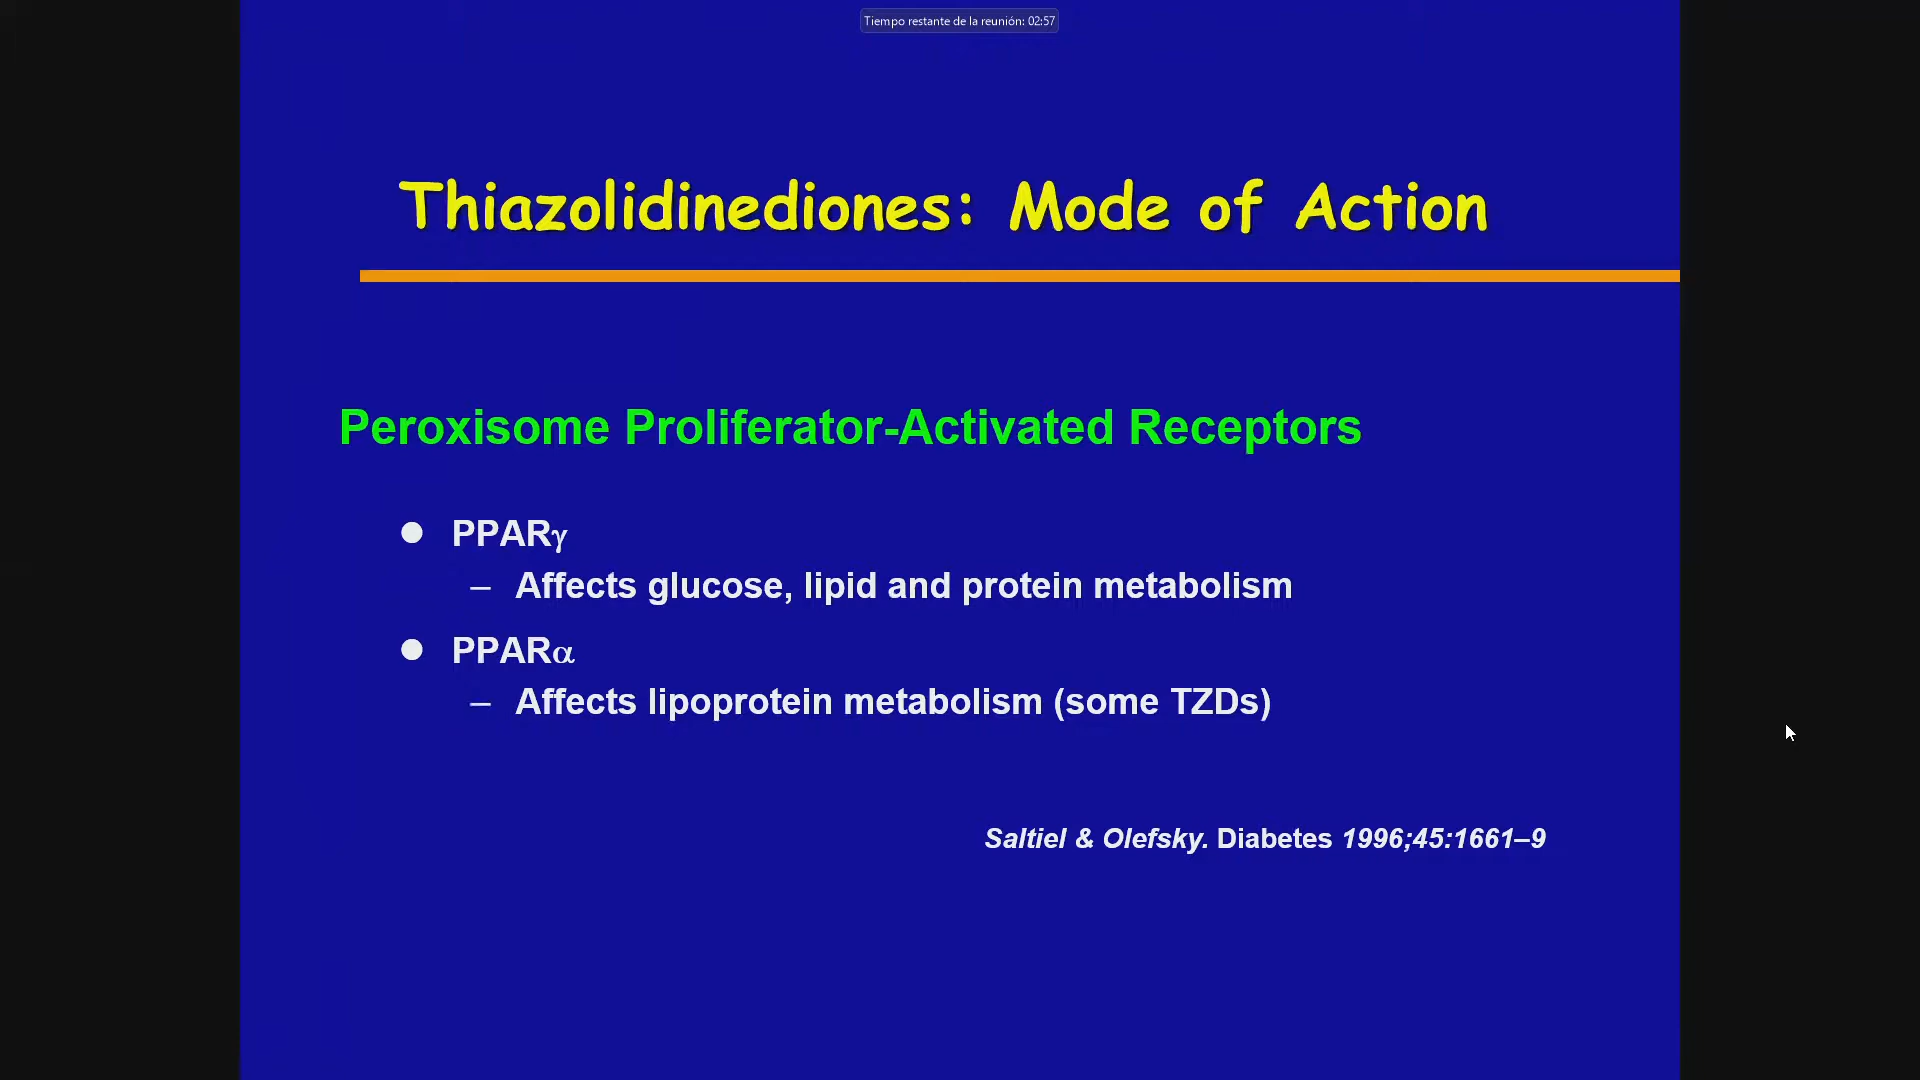 Tiempo restante de la reunión: 02:57
Thiazolidinediones: Mode of Action
Peroxisome Proliferator-Activated Receptors
● PPARγ
– Affects glucose, lipid and protein metabolism
● PPARα
– Affects lipoprotein metabolism (some TZDs)
Saltiel & Olefsky. Diabetes 1996;45:1661–9